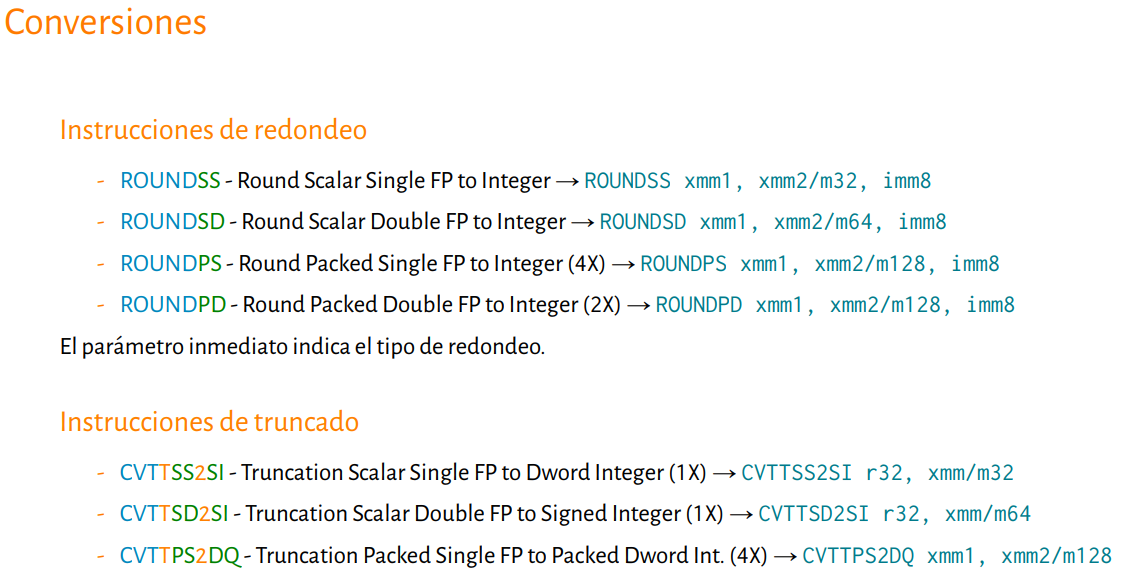 Conversiones
Instrucciones de redondeo
- ROUNDSS - Round Scalar Single FP to Integer → ROUNDSS xmm1, xmm2/m32, imm8
- ROUNDSD - Round Scalar Double FP to Integer → ROUNDSD xmm1, xmm2/m64, imm8
- ROUNDPS - Round Packed Single FP to Integer (4X) → ROUNDPS xmm1, xmm2/m128, imm8
- ROUNDPD - Round Packed Double FP to Integer (2X) → ROUNDPD xmm1, xmm2/m128, imm8
El parámetro inmediato indica el tipo de redondeo.
Instrucciones de truncado
- CVTTSS2SI - Truncation Scalar Single FP to Dword Integer (1X) → CVTTSS2SI r32, xmm/m32
- CVTTSD2SI - Truncation Scalar Double FP to Signed Integer (1X) → CVTTSD2SI r32, xmm/m64
- CVTTPS2DQ - Truncation Packed Single FP to Packed Dword Int. (4X) → CVTTPS2DQ xmm1, xmm2/m128